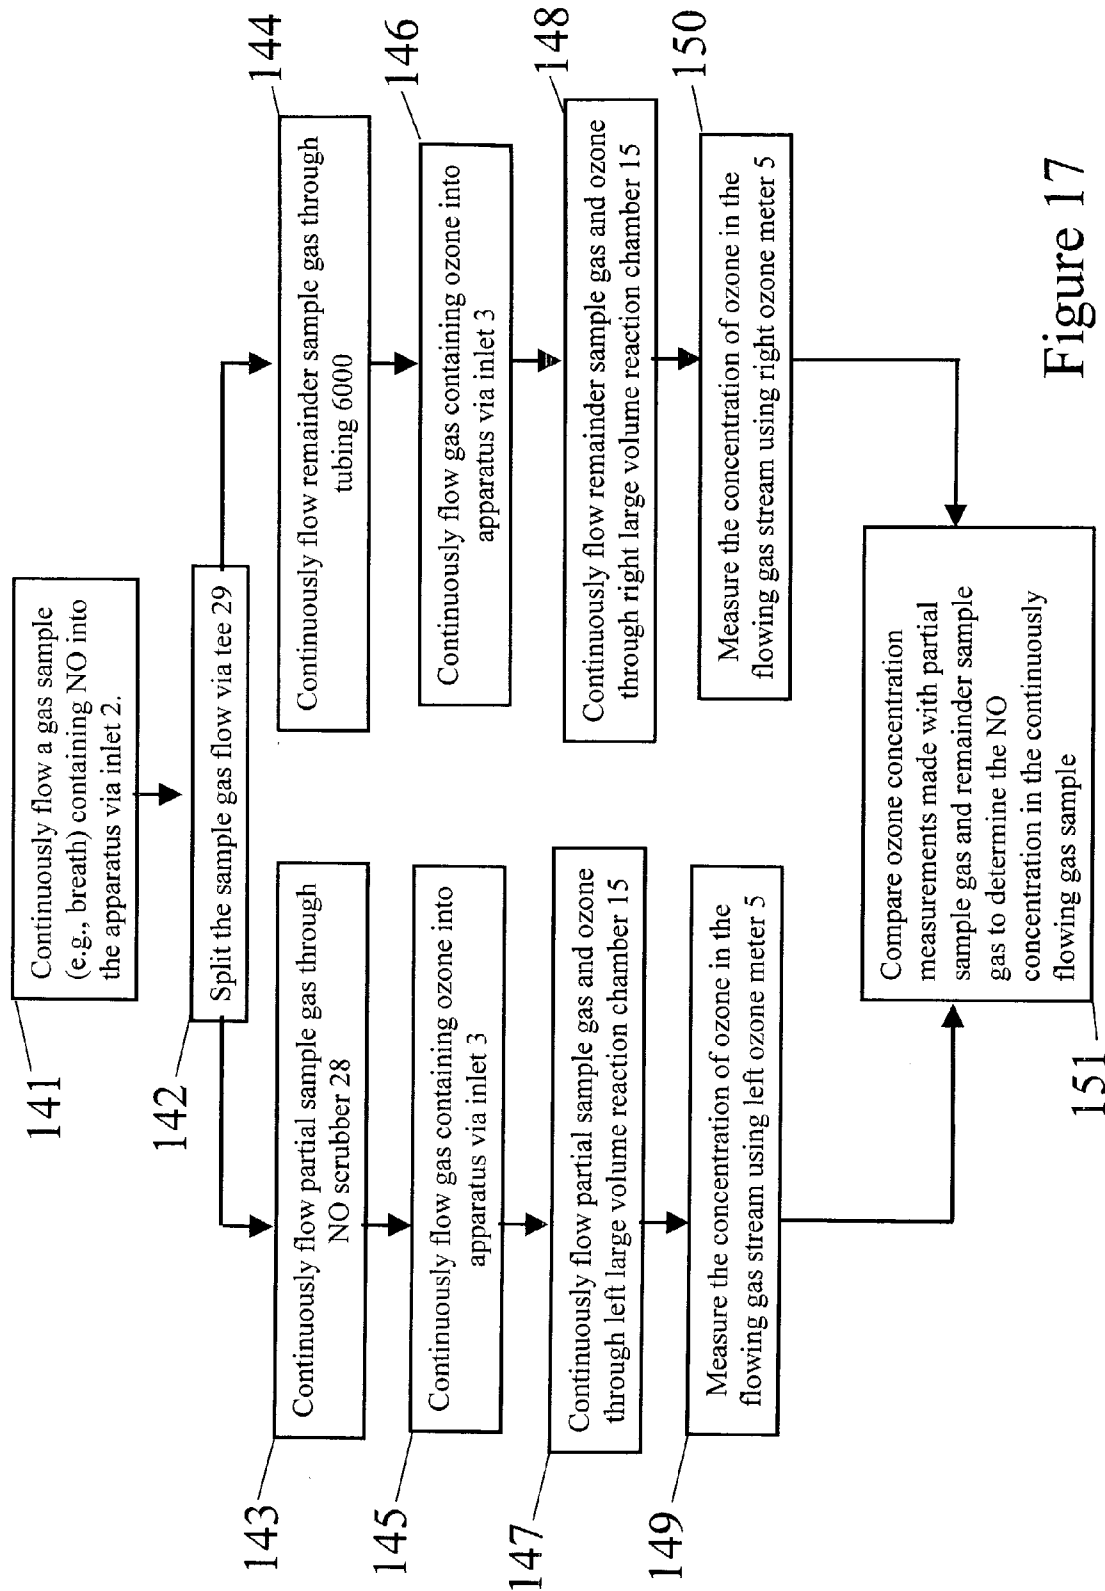 141
Continuously flow a gas sample
(e.g., breath) containing NO into
the apparatus via inlet 2.
142
Split the sample gas flow via tee 29
143
Continuously flow partial sample gas through
NO scrubber 28
144
Continuously flow remainder sample gas through
tubing 6000
145
Continuously flow gas containing ozone into
apparatus via inlet 3
146
Continuously flow gas containing ozone into
apparatus via inlet 3
147
Continuously flow partial sample gas and ozone
through left large volume reaction chamber 15
148
Continuously flow remainder sample gas and ozone
through right large volume reaction chamber 15
149
Measure the concentration of ozone in the
flowing gas stream using left ozone meter 5
150
Measure the concentration of ozone in the
flowing gas stream using right ozone meter 5
151
Compare ozone concentration
measurements made with partial
sample gas and remainder sample
gas to determine the NO
concentration in the continuously
flowing gas sample
Figure 17